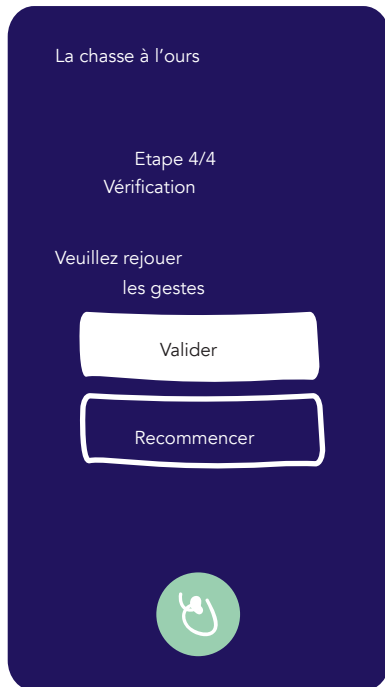 La chasse à l’ours
Etape 4/4
Vérification
Veuillez rejouer
les gestes
Valider
Recommencer